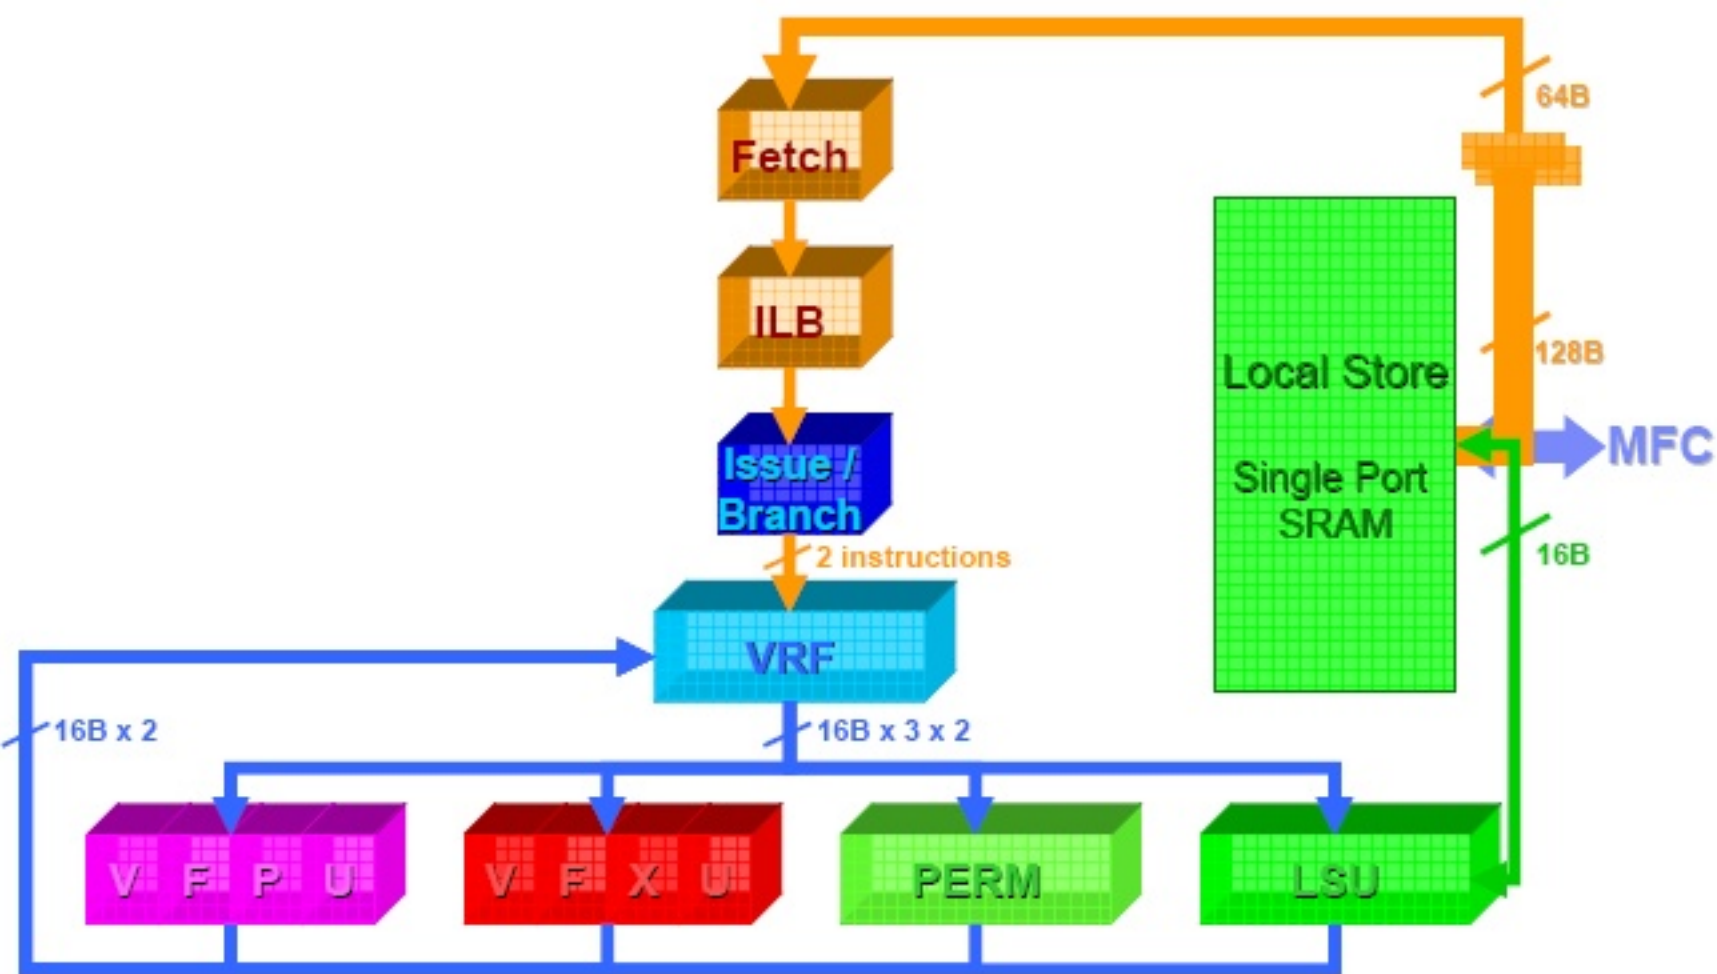 64B
Fetch
ILB
128B
Local Store
MFC
Issue /
Branch
Single Port
SRAM
2 instructions
16B
VRF
16B x 2
16B x 3 x 2
V F P U
V F X U
PERM
LSU